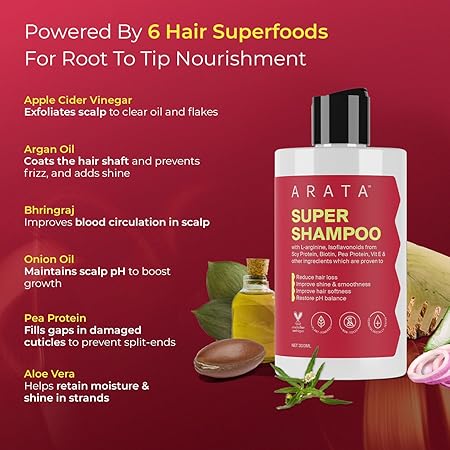 Powered By 6 Hair Superfoods
For Root To Tip Nourishment
Apple Cider Vinegar
Exfoliates scalp to clear oil and flakes
Argan Oil
Coats the hair shaft and prevents
frizz, and adds shine
Bhringraj
Improves blood circulation in scalp
Onion Oil
Maintains scalp pH to boost
growth
Pea Protein
Fills gaps in damaged
cuticles to prevent split-ends
Aloe Vera
Helps retain moisture &
shine in strands
ARATA™
SUPER
SHAMPOO
with L-arginine, Isoflavonoids from
Soy Protein, Biotin, Pea Protein, Vit E &
other ingredients which are proven to
Reduce hair loss
Improve shine & smoothness
Improve hair softness
Restore pH balance
NET 300ML